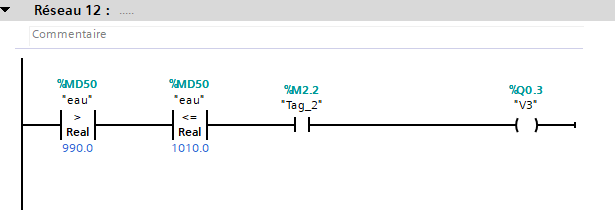 Réseau 12 : .....
Commentaire
%MD50 %MD50 %M2.2 %Q0.3
"eau" "eau" "Tag_2" "V3"
> <=
Real Real
990.0 1010.0